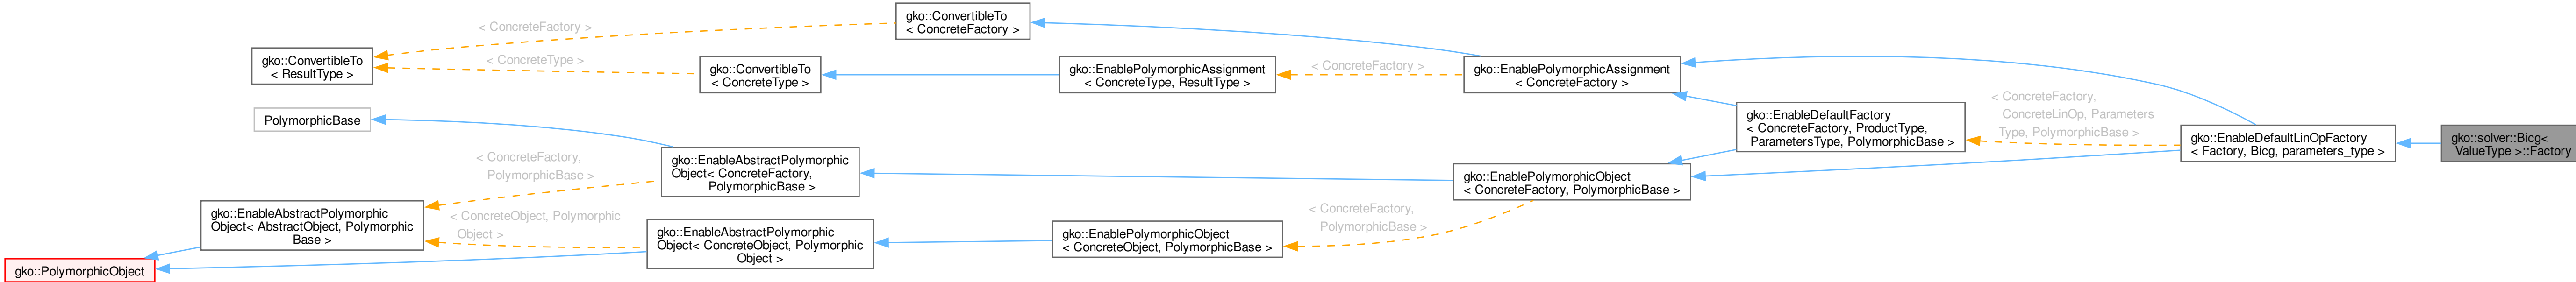 gko::ConvertibleTo
< ConcreteFactory >
< ConcreteFactory >
gko::ConvertibleTo
< ResultType >
< ConcreteType >
gko::ConvertibleTo
< ConcreteType >
gko::EnablePolymorphicAssignment
< ConcreteType, ResultType >
< ConcreteFactory >
gko::EnablePolymorphicAssignment
< ConcreteFactory >
PolymorphicBase
gko::EnableDefaultFactory
< ConcreteFactory, ProductType,
ParametersType, PolymorphicBase >
< ConcreteFactory,
ConcreteLinOp, Parameters
Type, PolymorphicBase >
gko::EnableDefaultLinOpFactory
< Factory, Bicg, parameters_type >
gko::solver::Bicg<
ValueType >::Factory
< ConcreteFactory,
PolymorphicBase >
gko::EnableAbstractPolymorphic
Object< ConcreteFactory,
PolymorphicBase >
gko::EnablePolymorphicObject
< ConcreteFactory, PolymorphicBase >
gko::EnableAbstractPolymorphic
Object< AbstractObject, Polymorphic
Base >
< ConcreteObject, Polymorphic
Object >
gko::EnableAbstractPolymorphic
Object< ConcreteObject, Polymorphic
Object >
gko::EnablePolymorphicObject
< ConcreteObject, PolymorphicBase >
< ConcreteFactory,
PolymorphicBase >
gko::PolymorphicObject